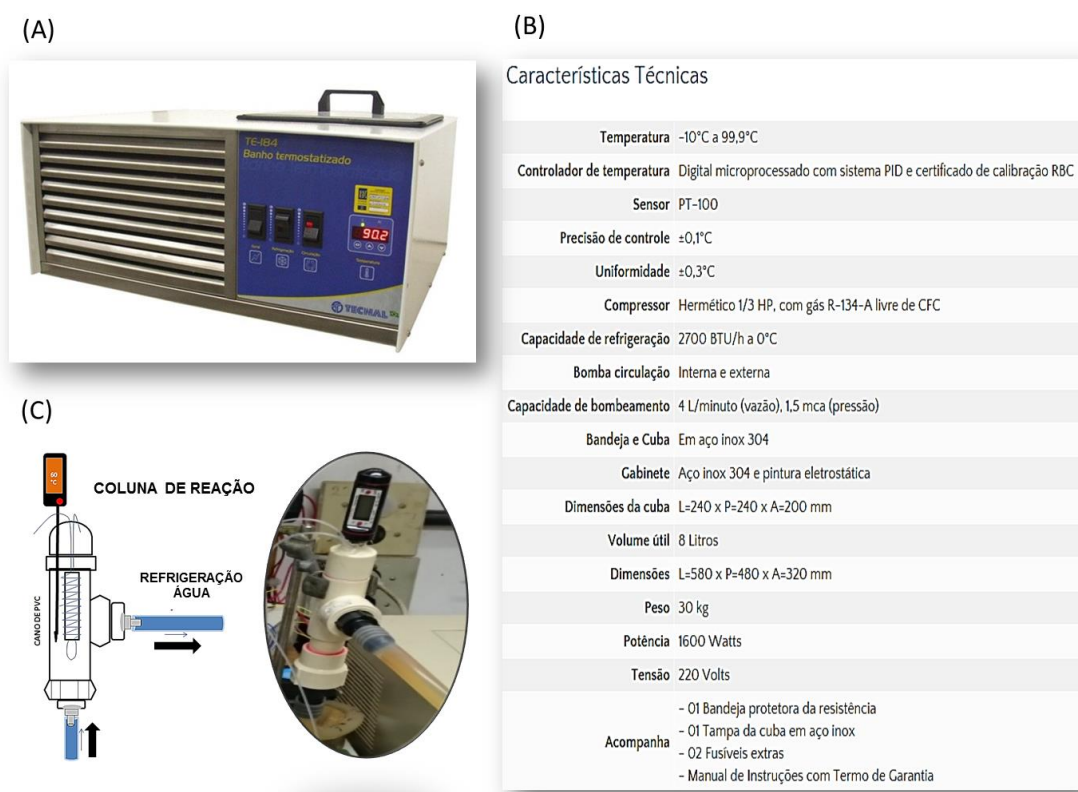 (A)
(B)
TE-184
Banho termostatizado
Geral
Refrigeração
Circulação
90.2
Temperatura
TECNAL
Características Técnicas
Temperatura -10°C a 99,9°C
Controlador de temperatura Digital microprocessado com sistema PID e certificado de calibração RBC
Sensor PT-100
Precisão de controle ±0,1°C
Uniformidade ±0,3°C
Compressor Hermético 1/3 HP, com gás R-134-A livre de CFC
Capacidade de refrigeração 2700 BTU/h a 0°C
Bomba circulação Interna e externa
Capacidade de bombeamento 4 L/minuto (vazão), 1,5 mca (pressão)
Bandeja e Cuba Em aço inox 304
Gabinete Aço inox 304 e pintura eletrostática
Dimensões da cuba L=240 x P=240 x A=200 mm
Volume útil 8 Litros
Dimensões L=580 x P=480 x A=320 mm
Peso 30 kg
Potência 1600 Watts
Tensão 220 Volts
Acompanha
- 01 Bandeja protetora da resistência
- 01 Tampa da cuba em aço inox
- 02 Fusíveis extras
- Manual de Instruções com Termo de Garantia
(C)
COLUNA DE REAÇÃO
REFRIGERAÇÃO
ÁGUA
CANO DE PVC